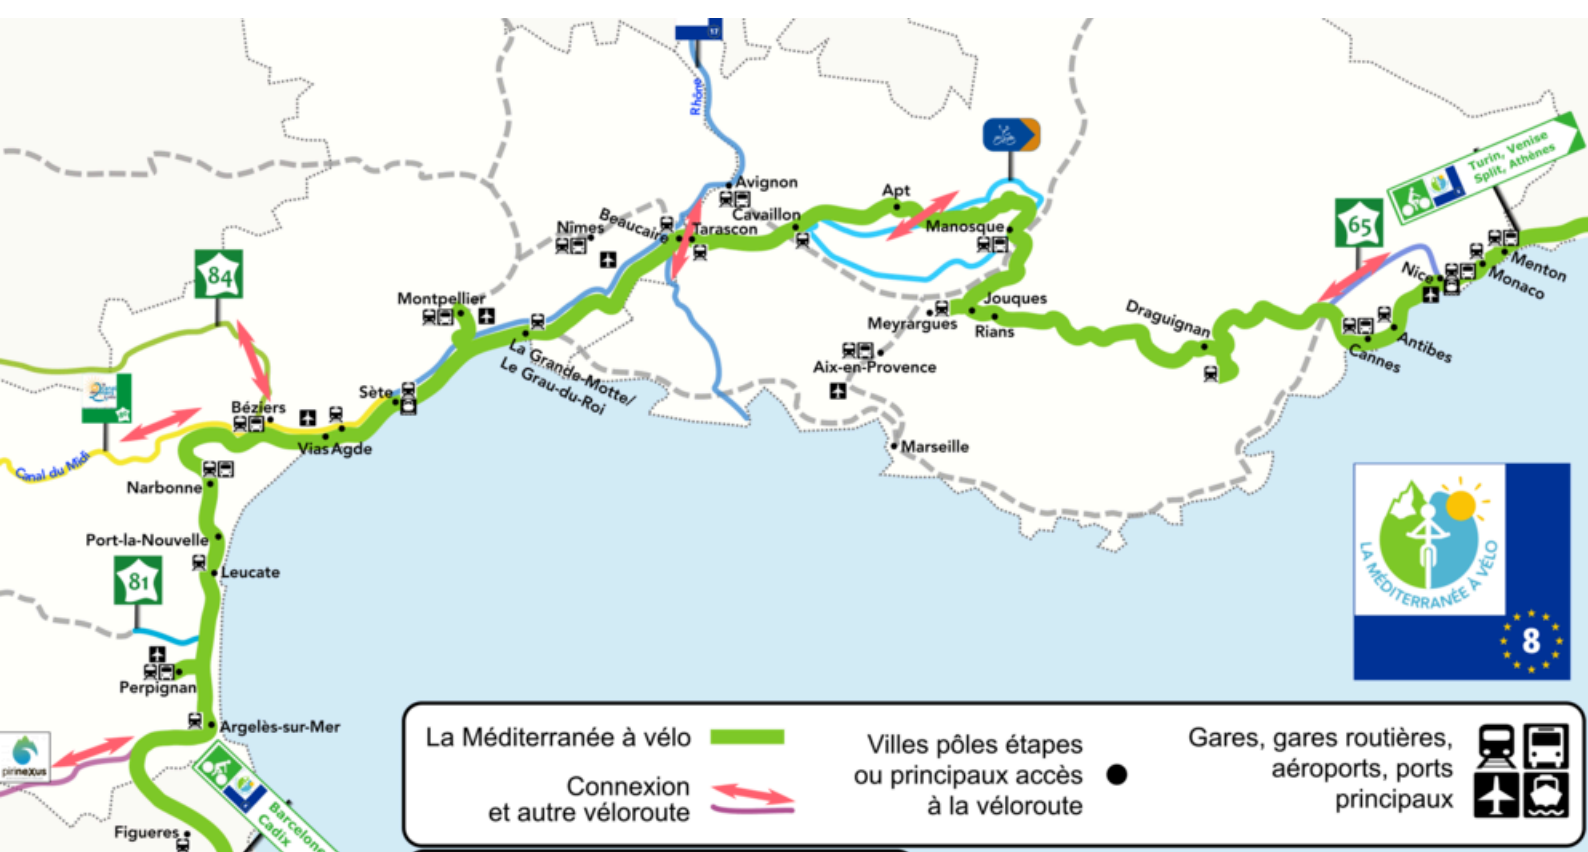 17
Rhône
Avignon
Cavaillon
Apt
Manosque
Nîmes
Beaucaire
Tarascon
Turin, Venise
Split, Athènes
65
Nice
Menton
Monaco
Antibes
Cannes
Draguignan
Jouques
Rians
Meyrargues
Aix-en-Provence
Marseille
84
Montpellier
La Grande-Motte/
Le Grau-du-Roi
Sète
Béziers
Vias
Agde
Canal du Midi
Narbonne
Port-la-Nouvelle
Leucate
81
Perpignan
Argelès-sur-Mer
pirinexus
Figueres
Barcelone
Cadix
LA MÉDITERRANÉE À VÉLO
8
La Méditerranée à vélo
Connexion
et autre véloroute
Villes pôles étapes
ou principaux accès
à la véloroute
Gares, gares routières,
aéroports, ports
principaux